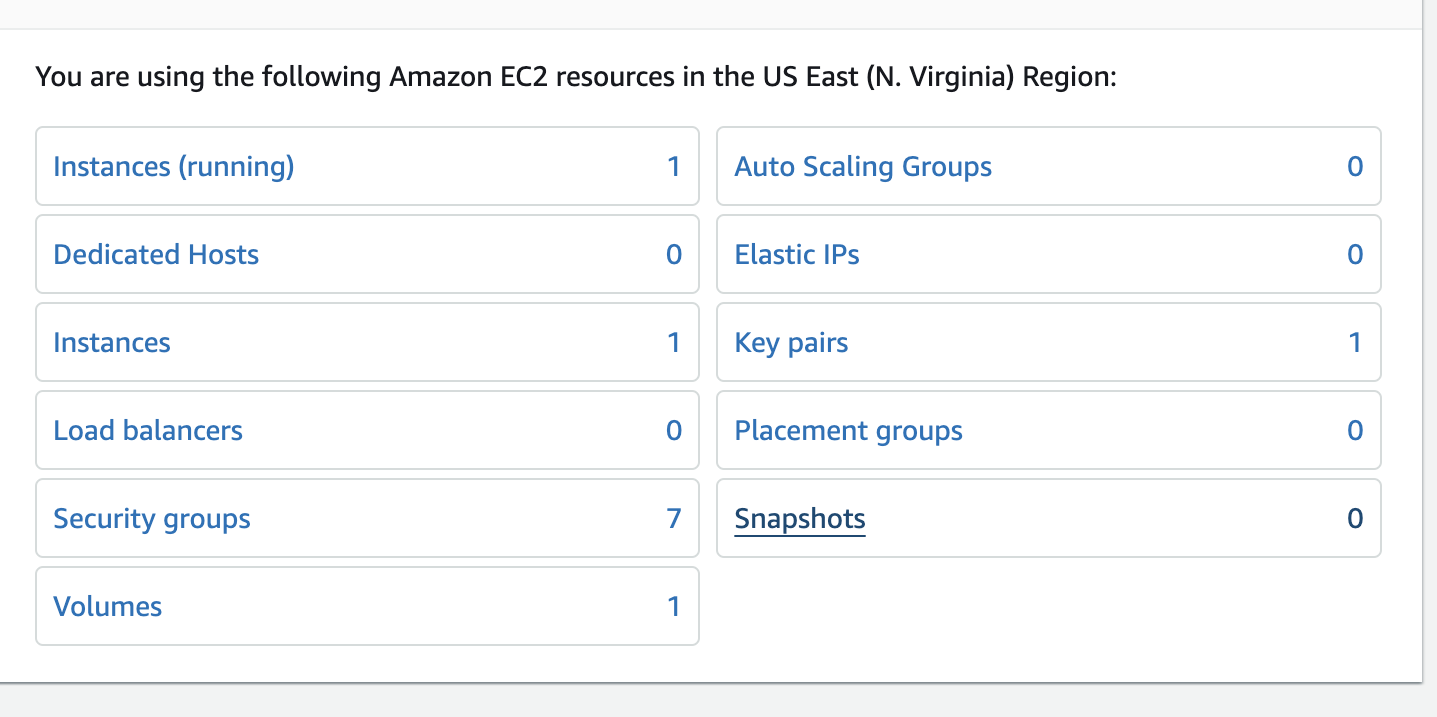 You are using the following Amazon EC2 resources in the US East (N. Virginia) Region:
Instances (running) 1
Auto Scaling Groups 0
Dedicated Hosts 0
Elastic IPs 0
Instances 1
Key pairs 1
Load balancers 0
Placement groups 0
Security groups 7
Snapshots 0
Volumes 1